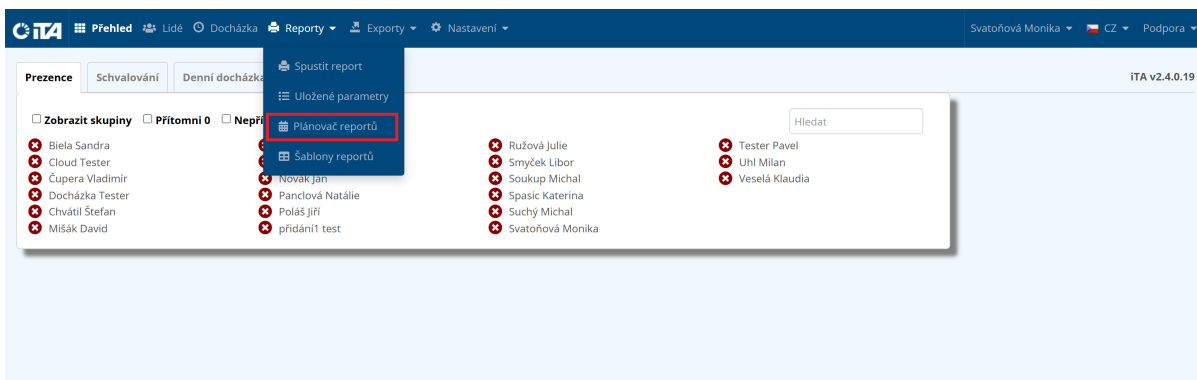 iTA Přehled Lidé Docházka Reporty Exporty Nastavení Svatoňová Monika CZ Podpora
Spustit report
Uložené parametry
Plánovač reportů
Šablony reportů
Prezence Schvalování Denní docházka iTA v2.4.0.19
Zobrazit skupiny Přítomni 0 Hledat
Biela Sandra Ružová Julie Tester Pavel
Cloud Tester Smyček Libor Uhl Milan
Čupera Vladimír Novák Jan Soukup Michal Veselá Klaudia
Docházka Tester Panclová Natálie Spasic Katerina
Chvátil Štefan Poláš Jiří Suchý Michal
Mišák David přidání1 test Svatoňová Monika